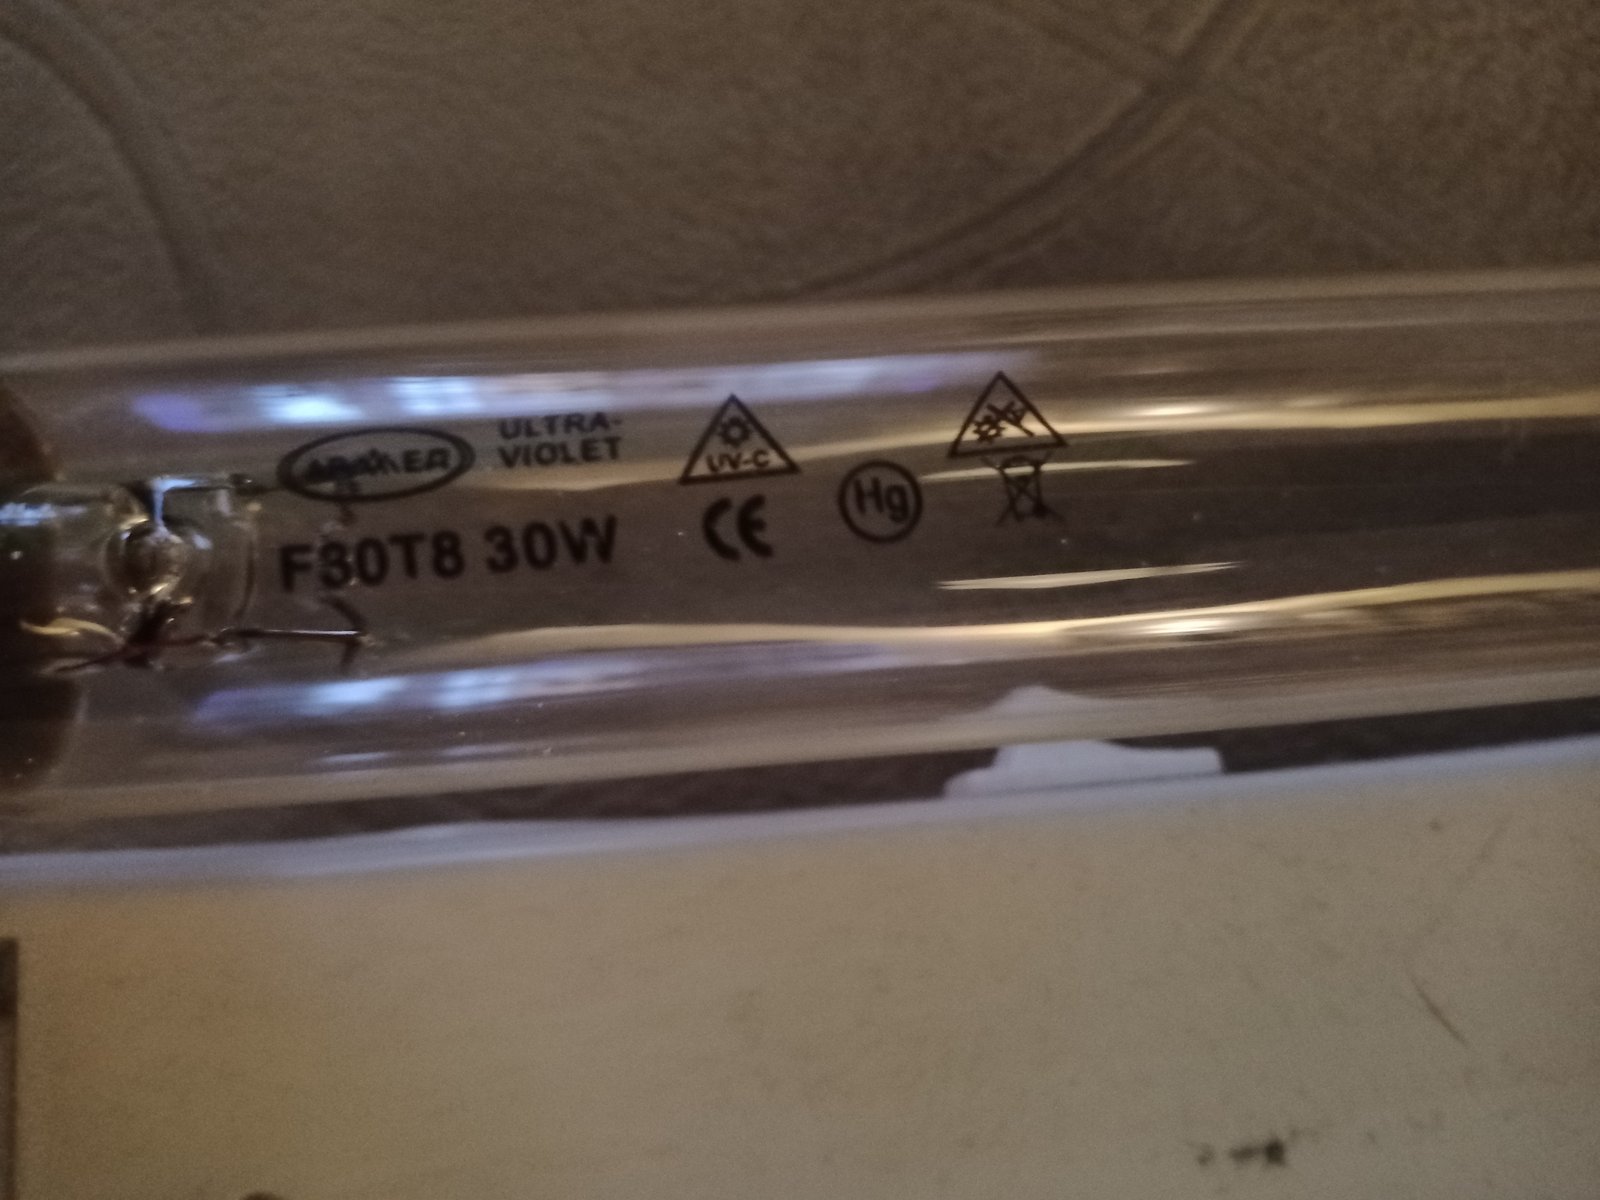 ULTRA-
VIOLET
F30T8 30W
UV-C
CE
Hg